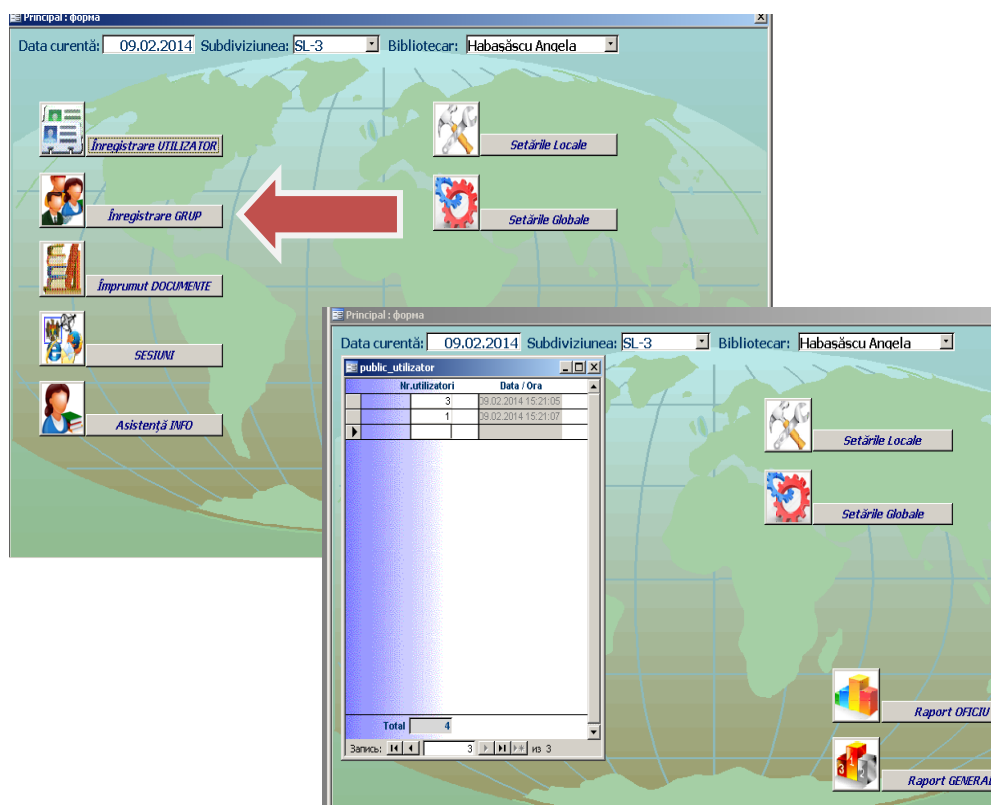 Principal : форма
Data curentă: 09.02.2014 Subdiviziunea: SL-3 Bibliotecar: Habașăscu Angela
Înregistrare UTILIZATOR
Setările Locale
Înregistrare GRUP
Setările Globale
Împrumut DOCUMENTE
SESIUNI
Asistență INFO
Principal : форма
Data curentă: 09.02.2014 Subdiviziunea: SL-3 Bibliotecar: Habașăscu Angela
public_utilizator
Nr.utilizatori Data / Ora
3 09.02.2014 15:21:05
1 09.02.2014 15:21:07
Setările Locale
Setările Globale
Raport OFICIU
Raport GENERAL
Total 4
Запись: 3 из 3